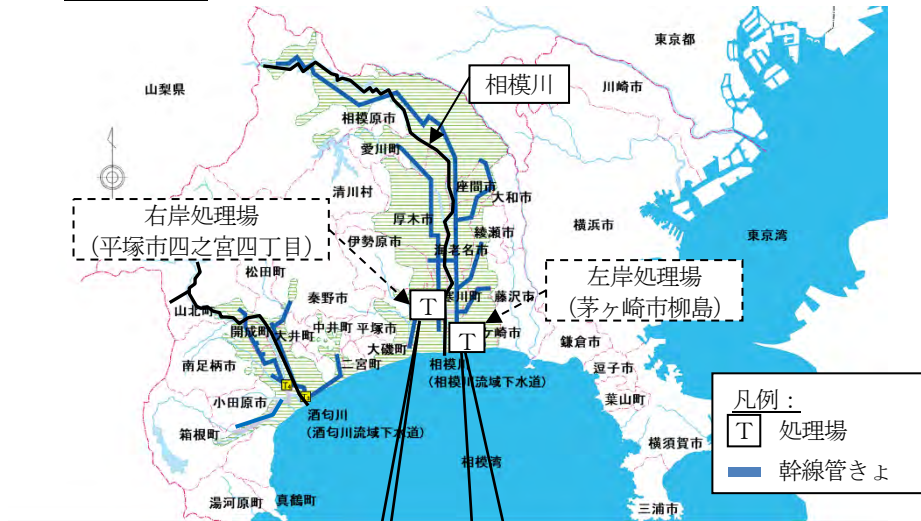 東京都
山梨県
川崎市
相模川
相模原市
愛川町
座間市
大和市
清川村
右岸処理場
（平塚市四之宮四丁目）
厚木市
綾瀬市
横浜市
伊勢原市
海老名市
東京湾
松田町
左岸処理場
（茅ヶ崎市柳島）
秦野市
T
寒川町
藤沢市
山北町
開成町
大井町
中井町
平塚市
T
ヶ崎市
大磯町
鎌倉市
南足柄市
二宮町
相模川
（相模川流域下水道）
逗子市
葉山町
小田原市
酒匂川
（酒匂川流域下水道）
箱根町
横須賀市
相模湾
湯河原町
真鶴町
三浦市
凡例：
T 処理場
幹線管きょ